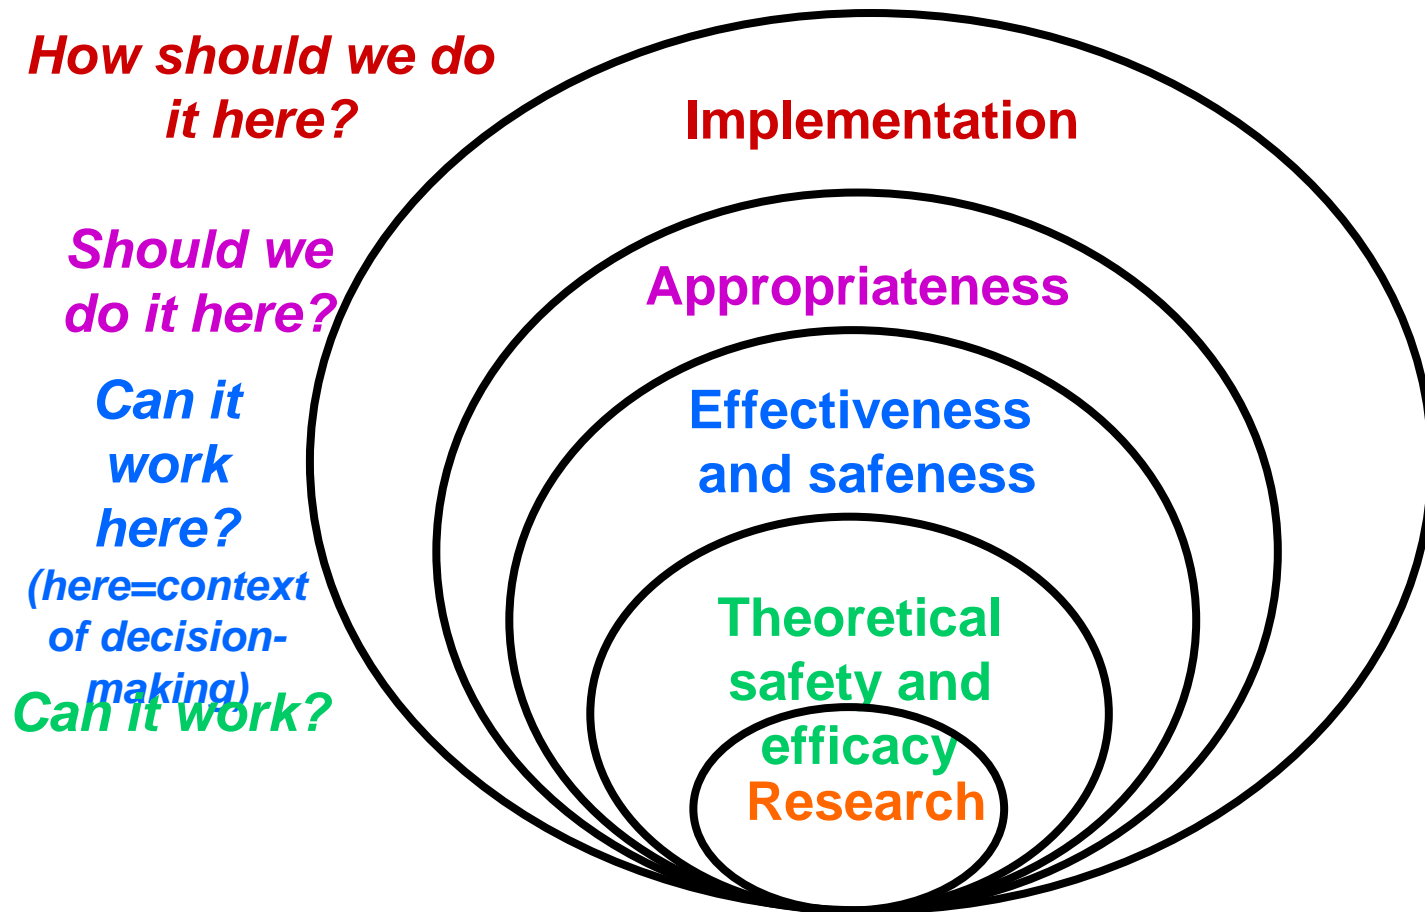 How should we do
it here?
Implementation
Should we
do it here?
Appropriateness
Can it
work
here?
(here=context
of decision-
making)
Effectiveness
and safeness
Can it work?
Theoretical
safety and
efficacy
Research